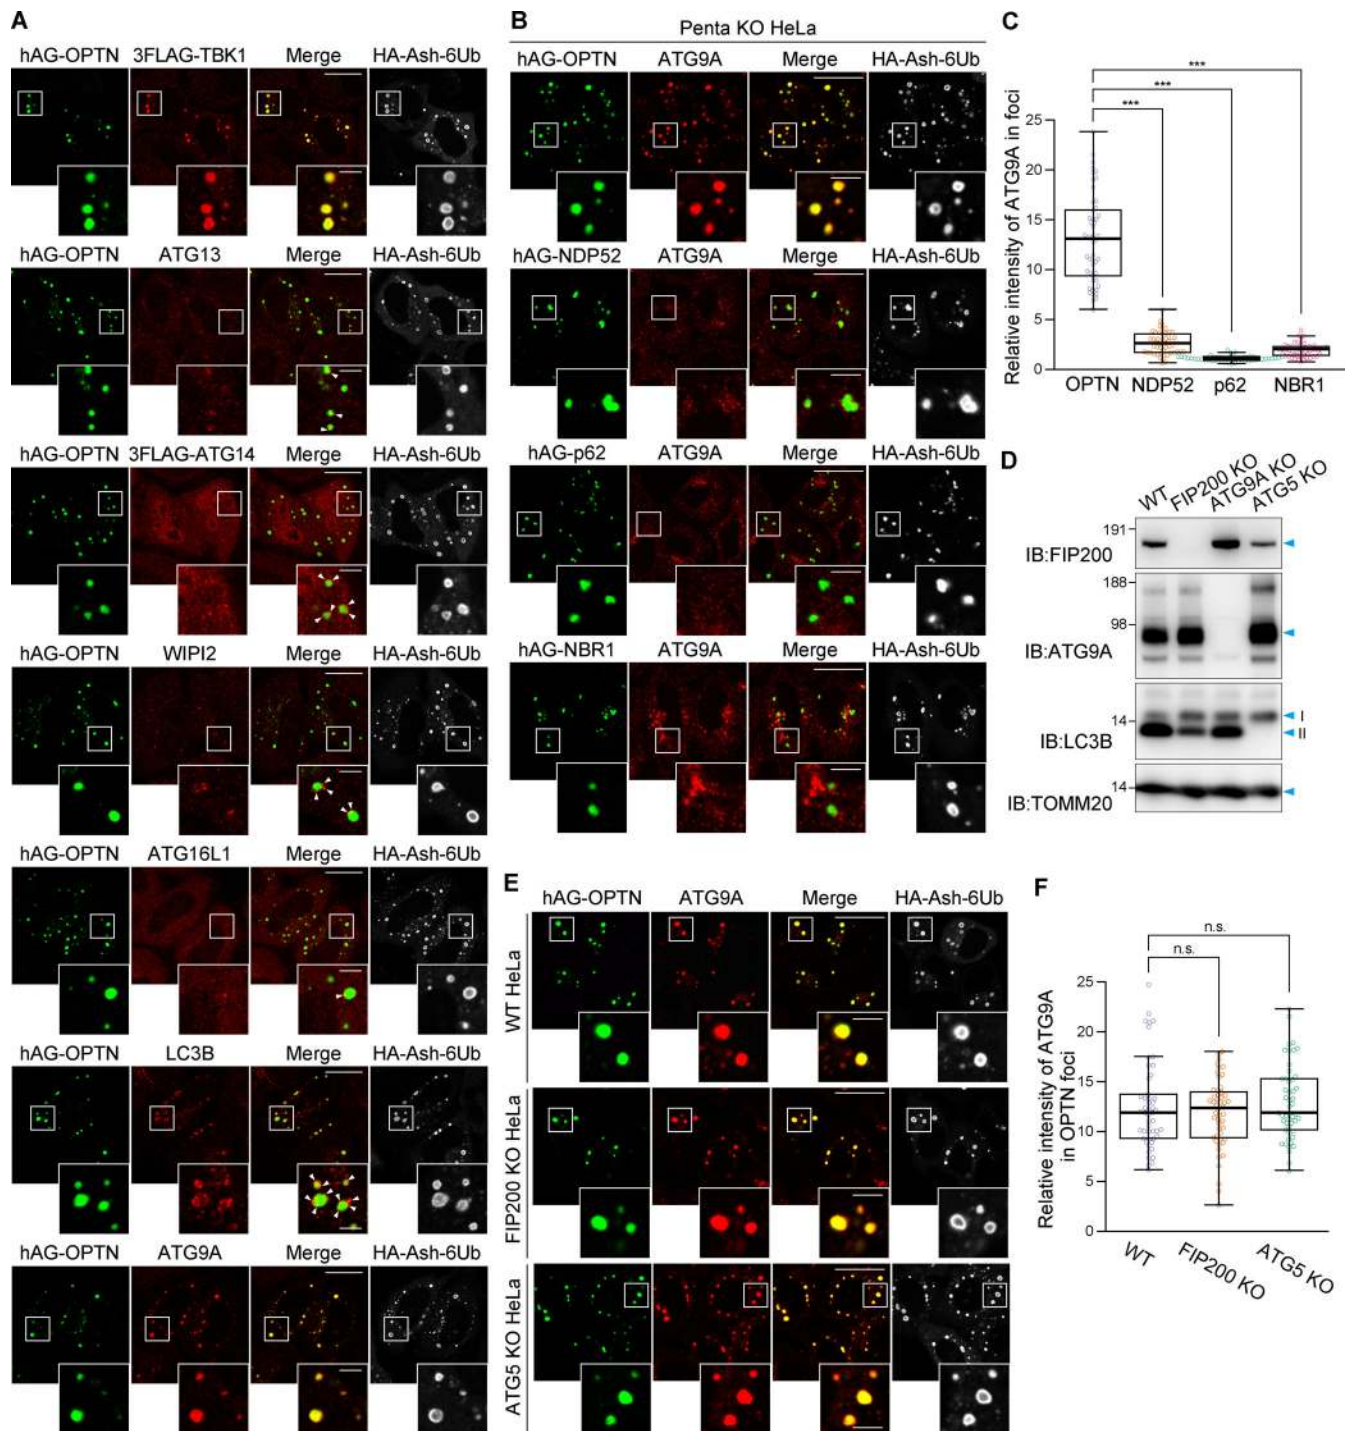 A
hAG-OPTN 3FLAG-TBK1 Merge HA-Ash-6Ub
hAG-OPTN ATG13 Merge HA-Ash-6Ub
hAG-OPTN 3FLAG-ATG14 Merge HA-Ash-6Ub
hAG-OPTN WIPI2 Merge HA-Ash-6Ub
hAG-OPTN ATG16L1 Merge HA-Ash-6Ub
hAG-OPTN LC3B Merge HA-Ash-6Ub
hAG-OPTN ATG9A Merge HA-Ash-6Ub
B
Penta KO HeLa
hAG-OPTN ATG9A Merge HA-Ash-6Ub
hAG-NDP52 ATG9A Merge HA-Ash-6Ub
hAG-p62 ATG9A Merge HA-Ash-6Ub
hAG-NBR1 ATG9A Merge HA-Ash-6Ub
C
***
***
***
Relative intensity of ATG9A in foci
25
20
15
10
5
0
OPTN NDP52 p62 NBR1
D
WT FIP200 KO ATG9A KO ATG5 KO
191
IB:FIP200
188
98
IB:ATG9A
14
I
II
IB:LC3B
14
IB:TOMM20
E
hAG-OPTN ATG9A Merge HA-Ash-6Ub
WT HeLa
FIP200 KO HeLa
ATG5 KO HeLa
F
n.s.
n.s.
Relative intensity of ATG9A
in OPTN foci
25
20
15
10
5
0
WT FIP200 KO ATG5 KO